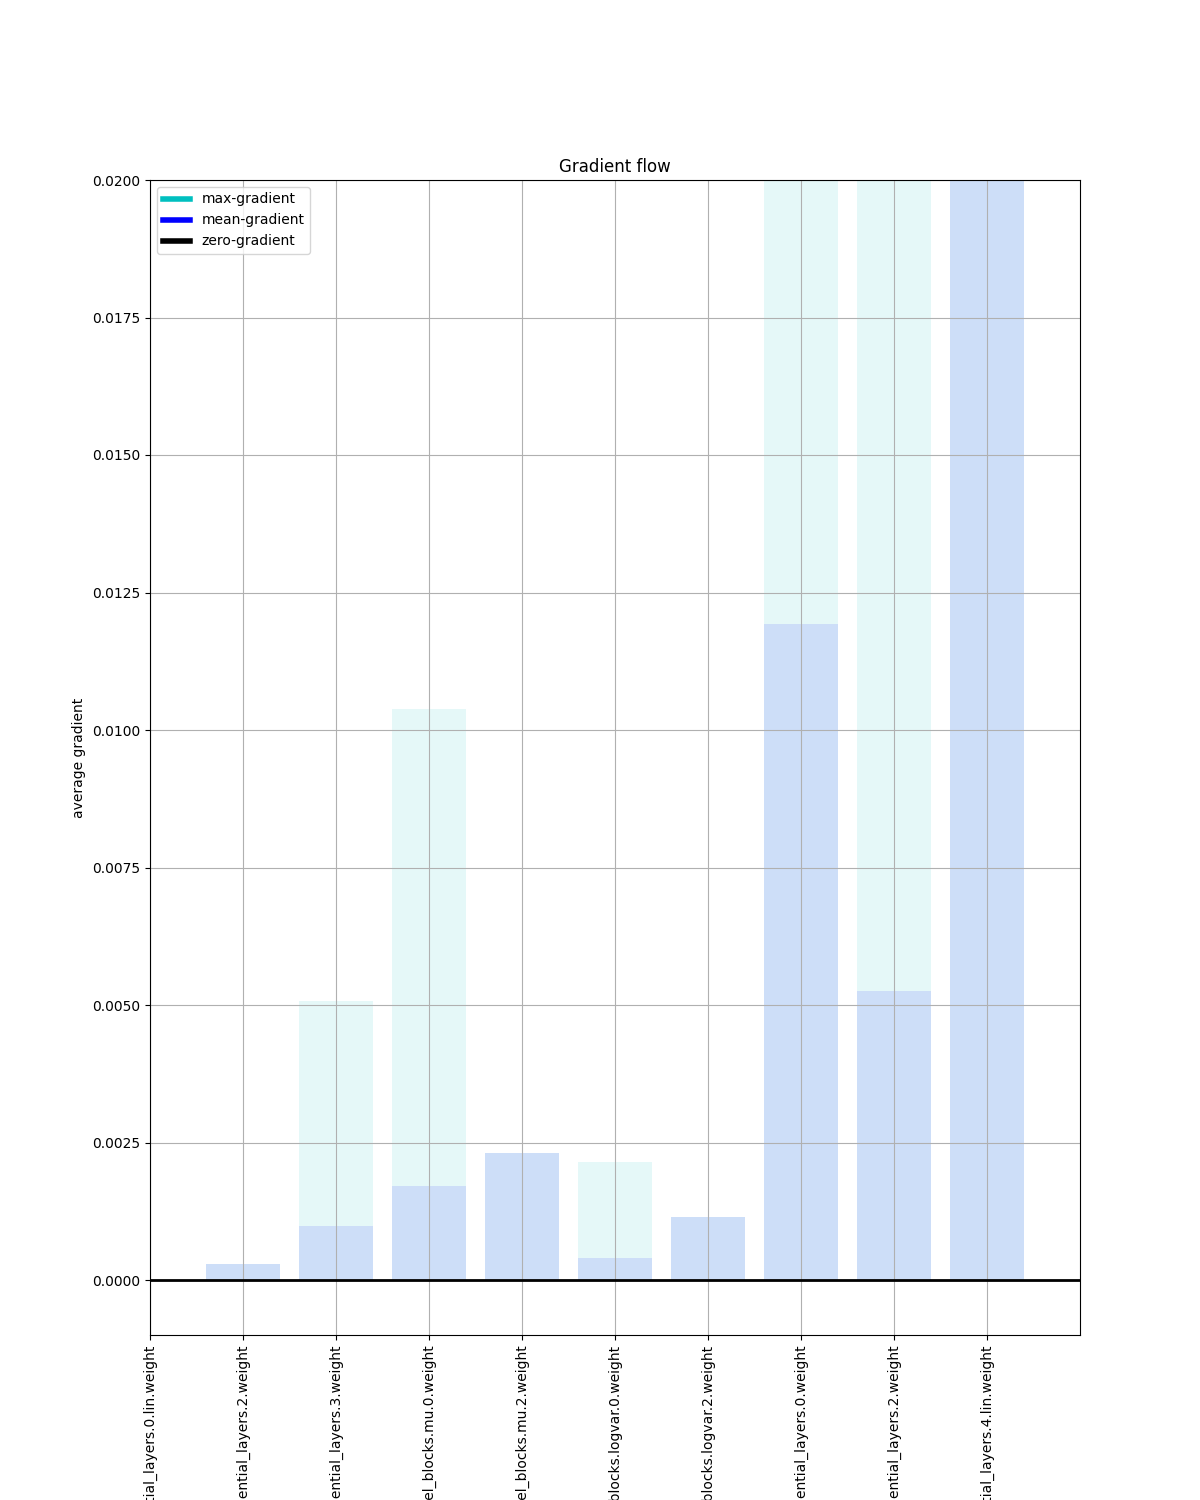 Gradient flow
max-gradient
mean-gradient
zero-gradient
0.0200
0.0175
0.0150
0.0125
0.0100
0.0075
0.0050
0.0025
0.0000
average gradient
tial_layers.0.lin.weight
ential_layers.2.weight
ential_layers.3.weight
el_blocks.mu.0.weight
el_blocks.mu.2.weight
blocks.logvar.0.weight
blocks.logvar.2.weight
ential_layers.0.weight
ential_layers.2.weight
tial_layers.4.lin.weight